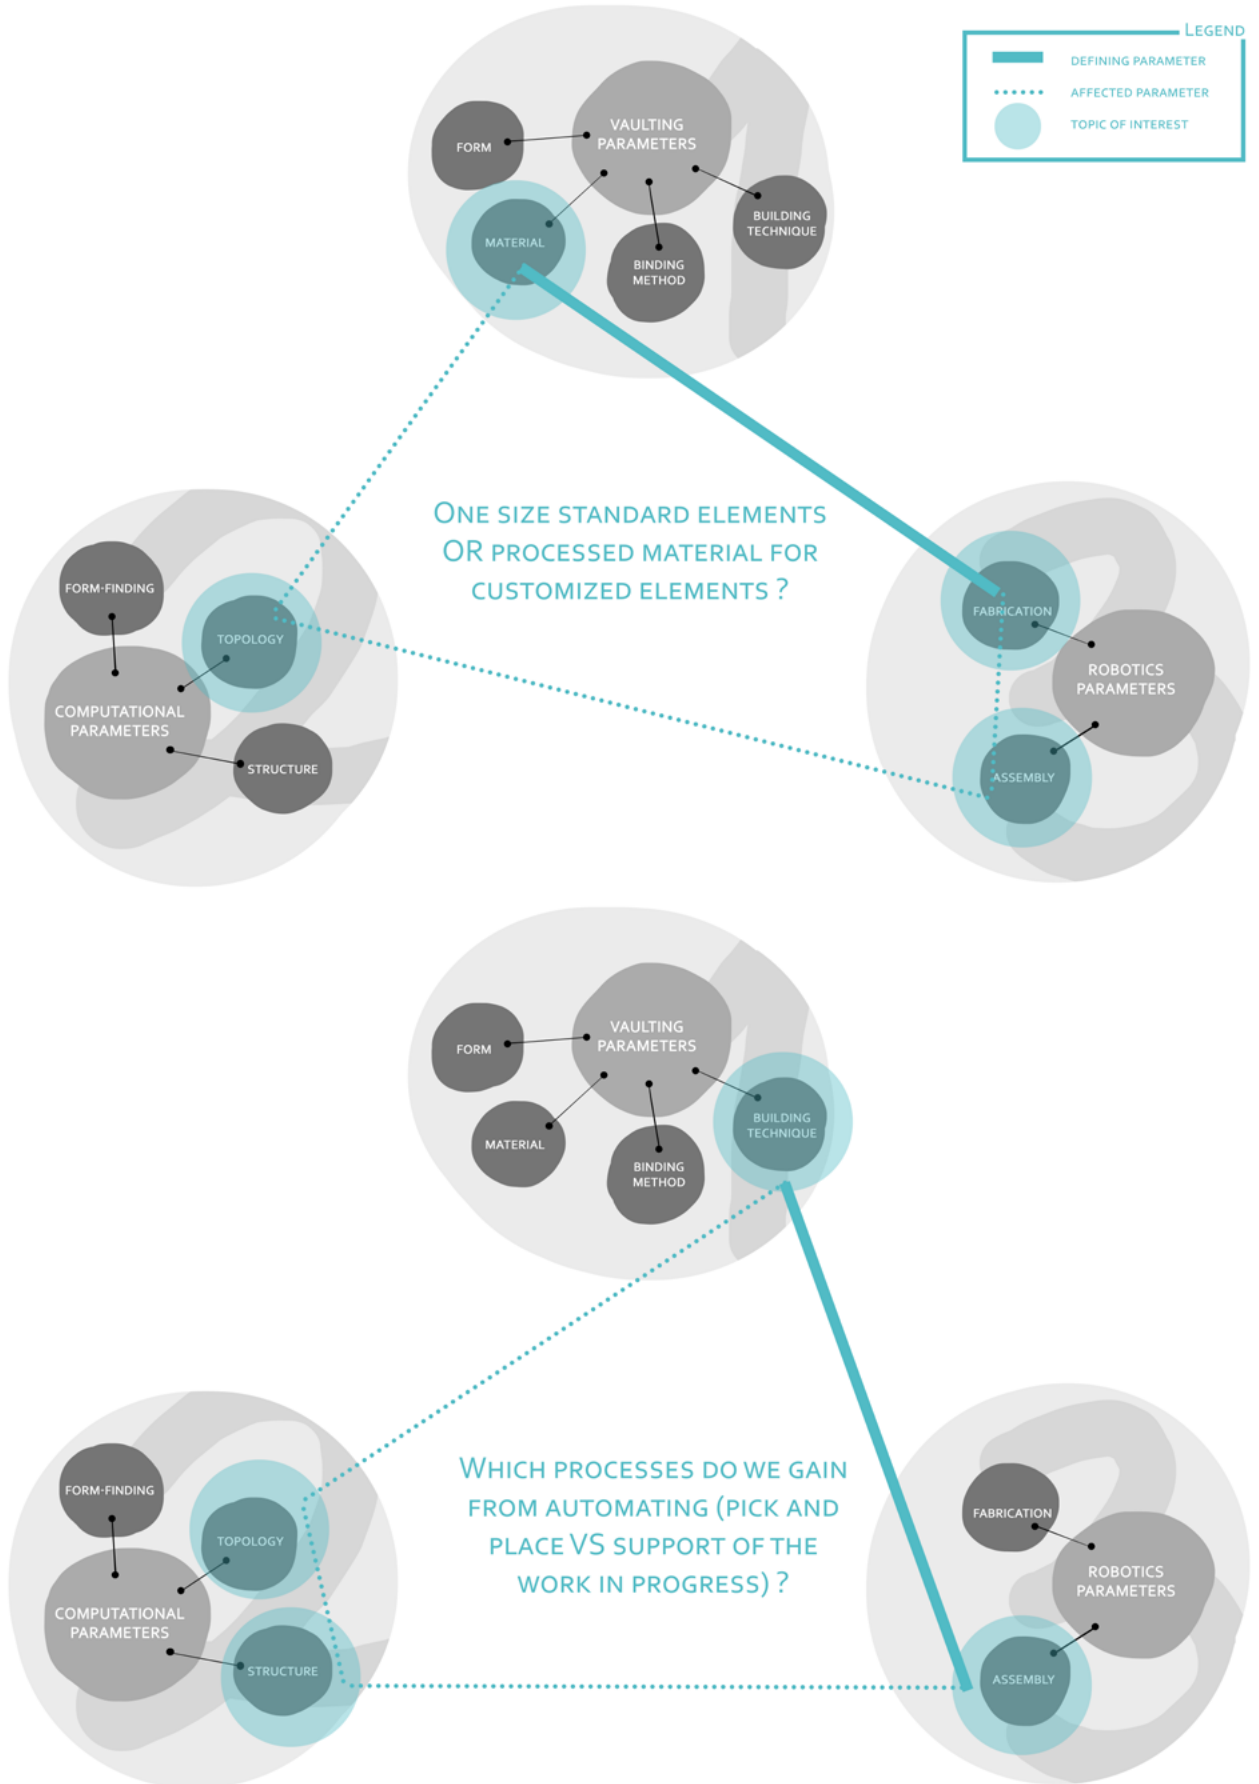 LEGEND
DEFINING PARAMETER
AFFECTED PARAMETER
TOPIC OF INTEREST
VAULTING
PARAMETERS
FORM
MATERIAL
BINDING
METHOD
BUILDING
TECHNIQUE
ONE SIZE STANDARD ELEMENTS
OR PROCESSED MATERIAL FOR
CUSTOMIZED ELEMENTS ?
FORM-FINDING
TOPOLOGY
COMPUTATIONAL
PARAMETERS
STRUCTURE
FABRICATION
ROBOTICS
PARAMETERS
ASSEMBLY
VAULTING
PARAMETERS
FORM
MATERIAL
BINDING
METHOD
BUILDING
TECHNIQUE
WHICH PROCESSES DO WE GAIN
FROM AUTOMATING (PICK AND
PLACE VS SUPPORT OF THE
WORK IN PROGRESS) ?
FORM-FINDING
TOPOLOGY
COMPUTATIONAL
PARAMETERS
STRUCTURE
FABRICATION
ROBOTICS
PARAMETERS
ASSEMBLY